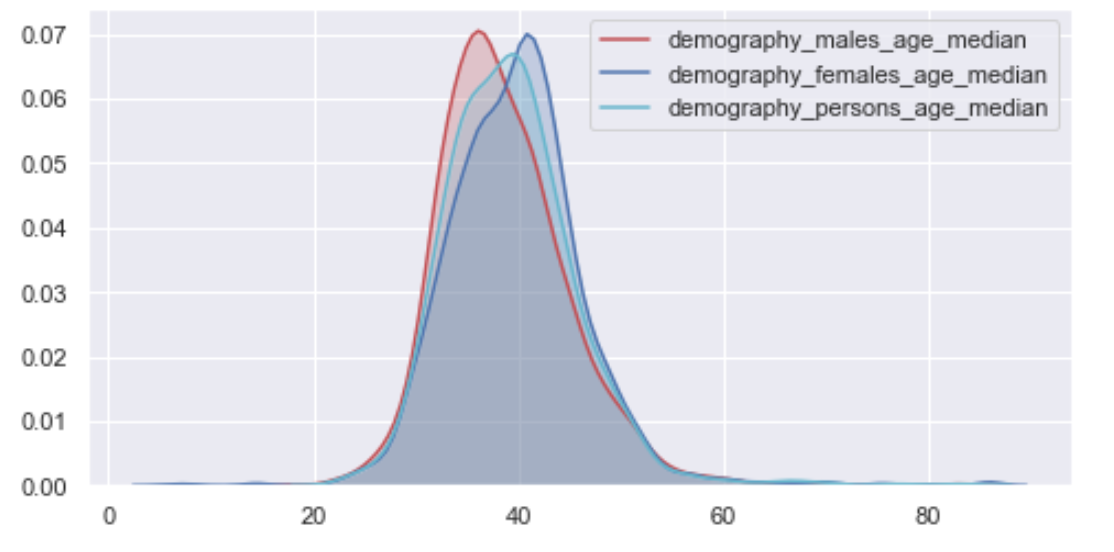 0.07
0.06
0.05
0.04
0.03
0.02
0.01
0.00
0 20 40 60 80
demography_males_age_median
demography_females_age_median
demography_persons_age_median